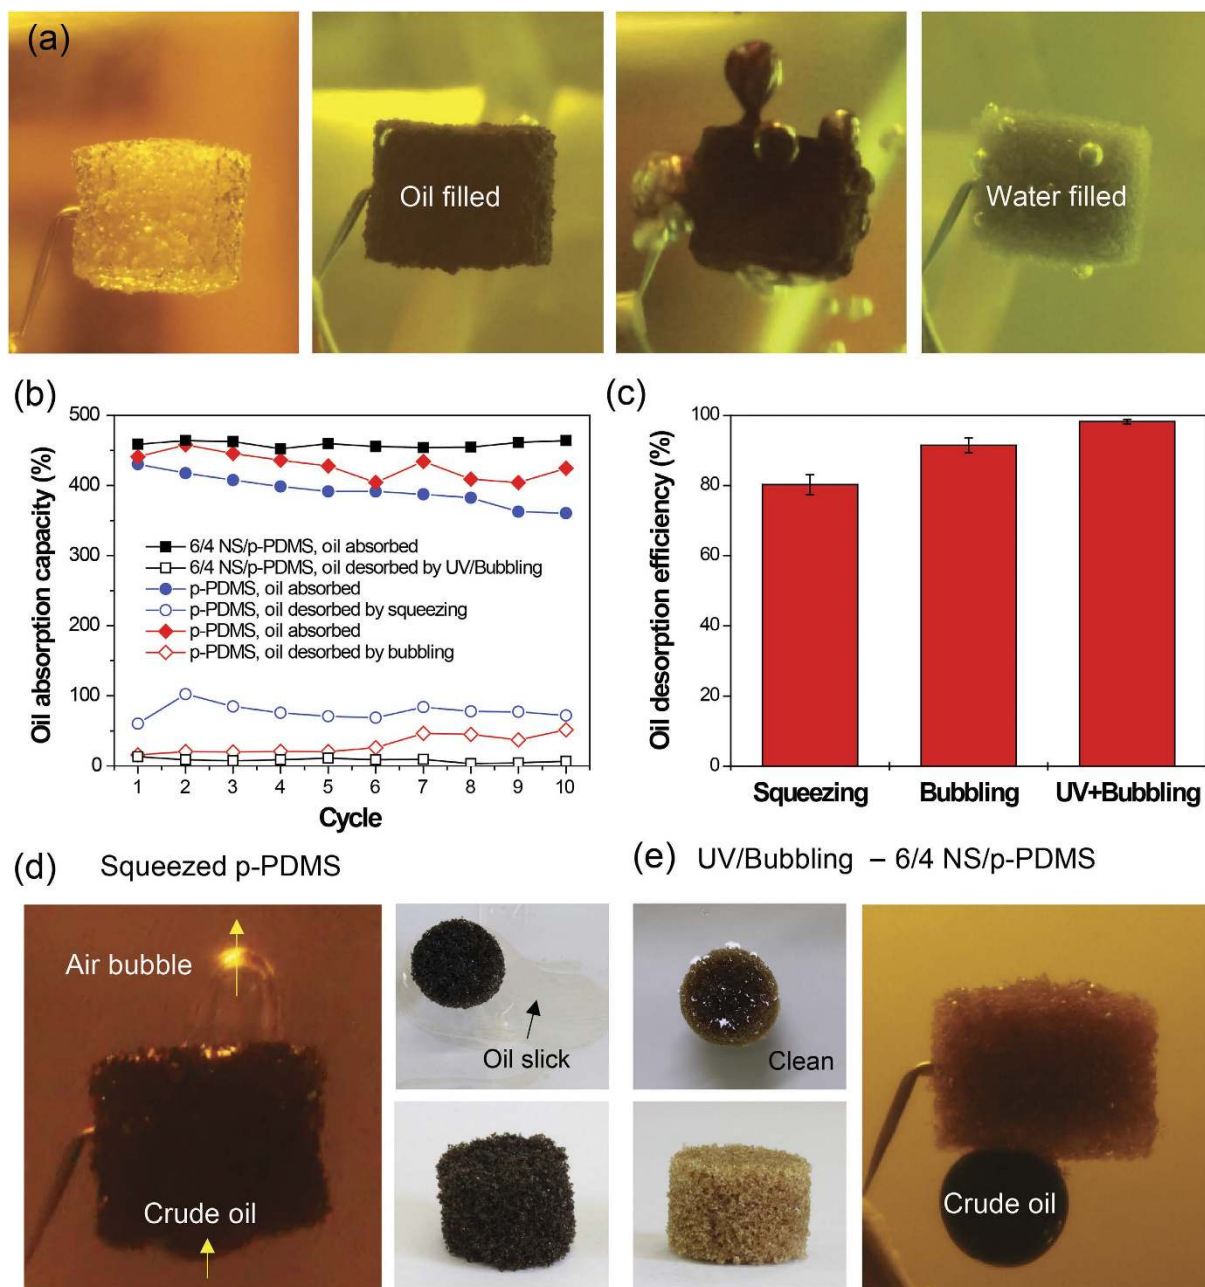 (a)
Oil filled
Water filled
(b)
Oil absorption capacity (%)
500
400
300
200
100
0
6/4 NS/p-PDMS, oil absorbed
6/4 NS/p-PDMS, oil desorbed by UV/Bubbling
p-PDMS, oil absorbed
p-PDMS, oil desorbed by squeezing
p-PDMS, oil absorbed
p-PDMS, oil desorbed by bubbling
1 2 3 4 5 6 7 8 9 10
Cycle
(c)
Oil desorption efficiency (%)
100
80
60
40
20
0
Squeezing Bubbling UV+Bubbling
(d) Squeezed p-PDMS
Air bubble
Crude oil
Oil slick
(e) UV/Bubbling – 6/4 NS/p-PDMS
Clean
Crude oil